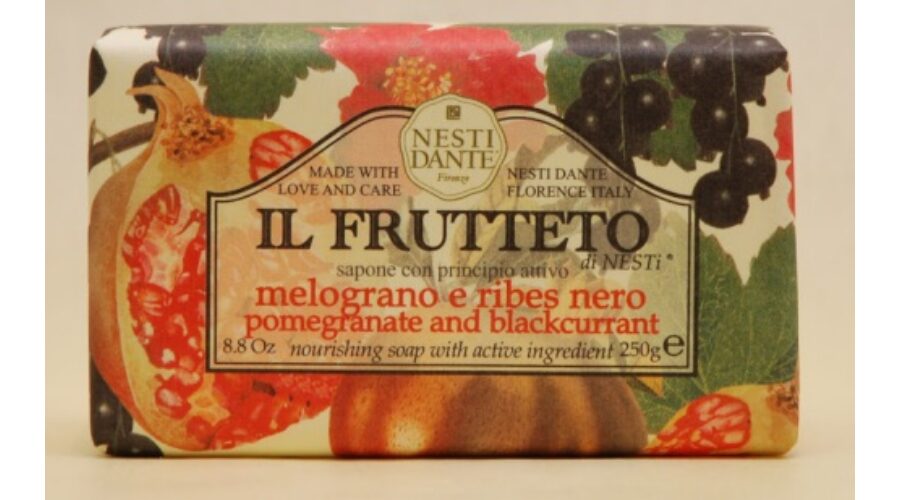 NESTI
DANTE
Firenze
MADE WITH
LOVE AND CARE
NESTI DANTE
FLORENCE ITALY
IL FRUTTETO
di NESTi®
sapone con principio attivo
melograno e ribes nero
pomegranate and blackcurrant
8.8 Oz nourishing soap with active ingredient 250g℮